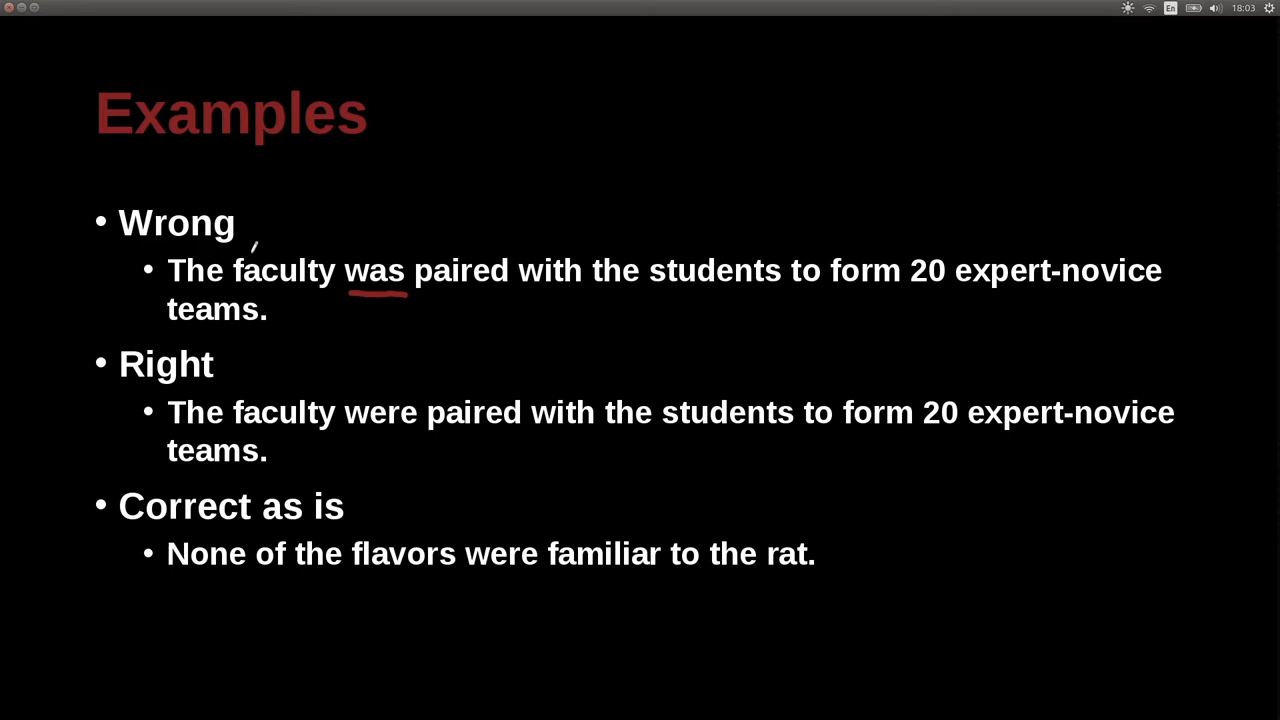 En 18:03
Examples
• Wrong
• The faculty was paired with the students to form 20 expert-novice
teams.
• Right
• The faculty were paired with the students to form 20 expert-novice
teams.
• Correct as is
• None of the flavors were familiar to the rat.